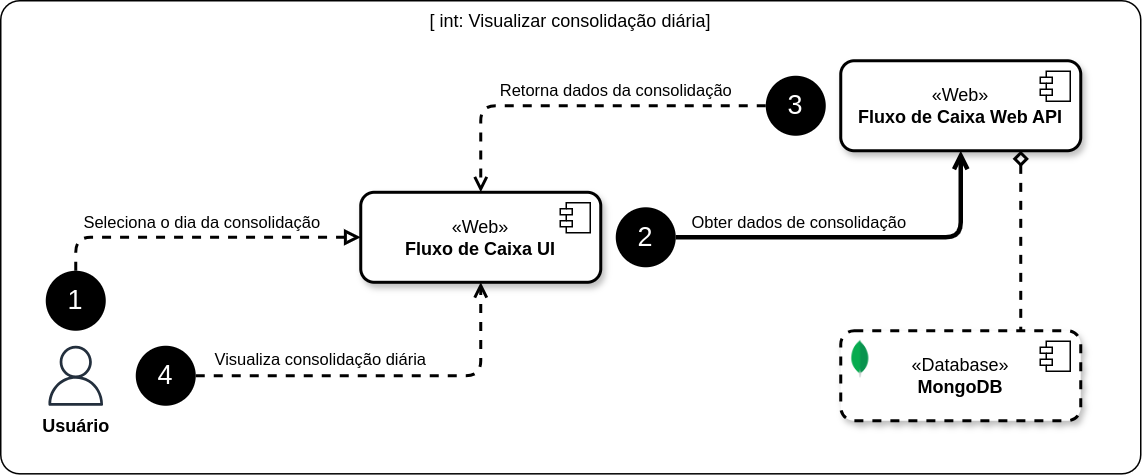 [ int: Visualizar consolidação diária]
Retorna dados da consolidação
3
«Web»
Fluxo de Caixa Web API
Seleciona o dia da consolidação
«Web»
Fluxo de Caixa UI
2
Obter dados de consolidação
1
4
Visualiza consolidação diária
Usuário
«Database»
MongoDB